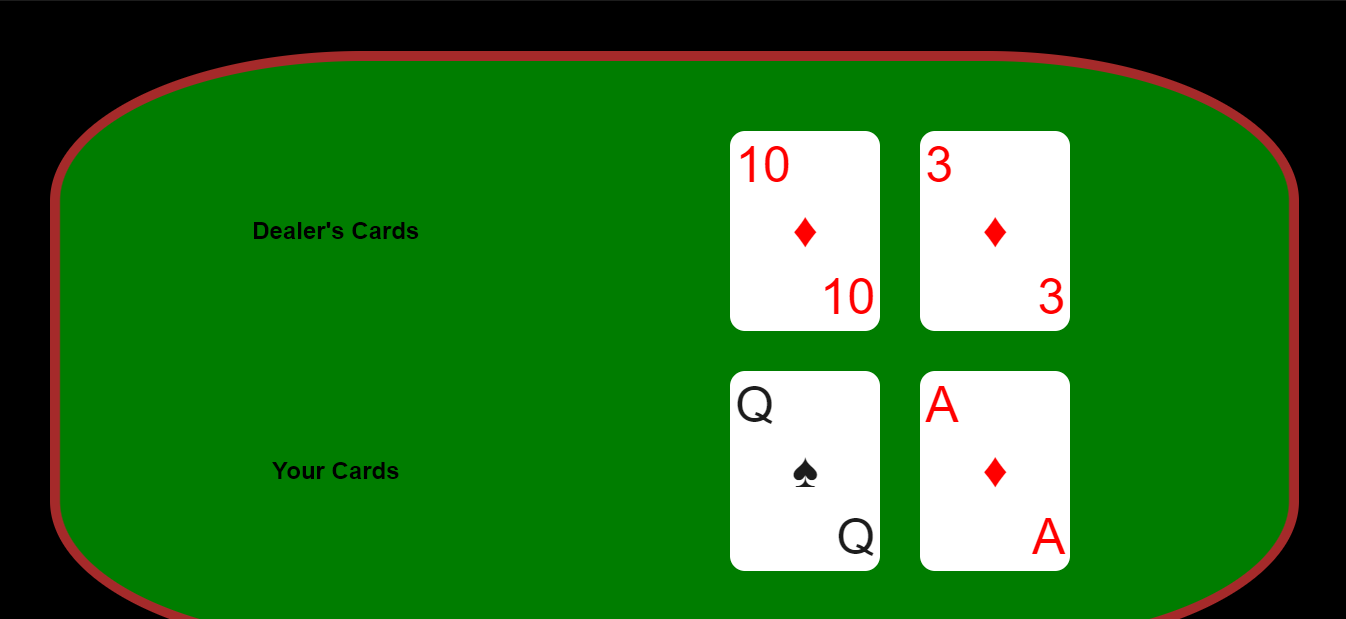 10 3
♦ ♦
Dealer's Cards
10 3
Q A
♠ ♦
Your Cards
Q A